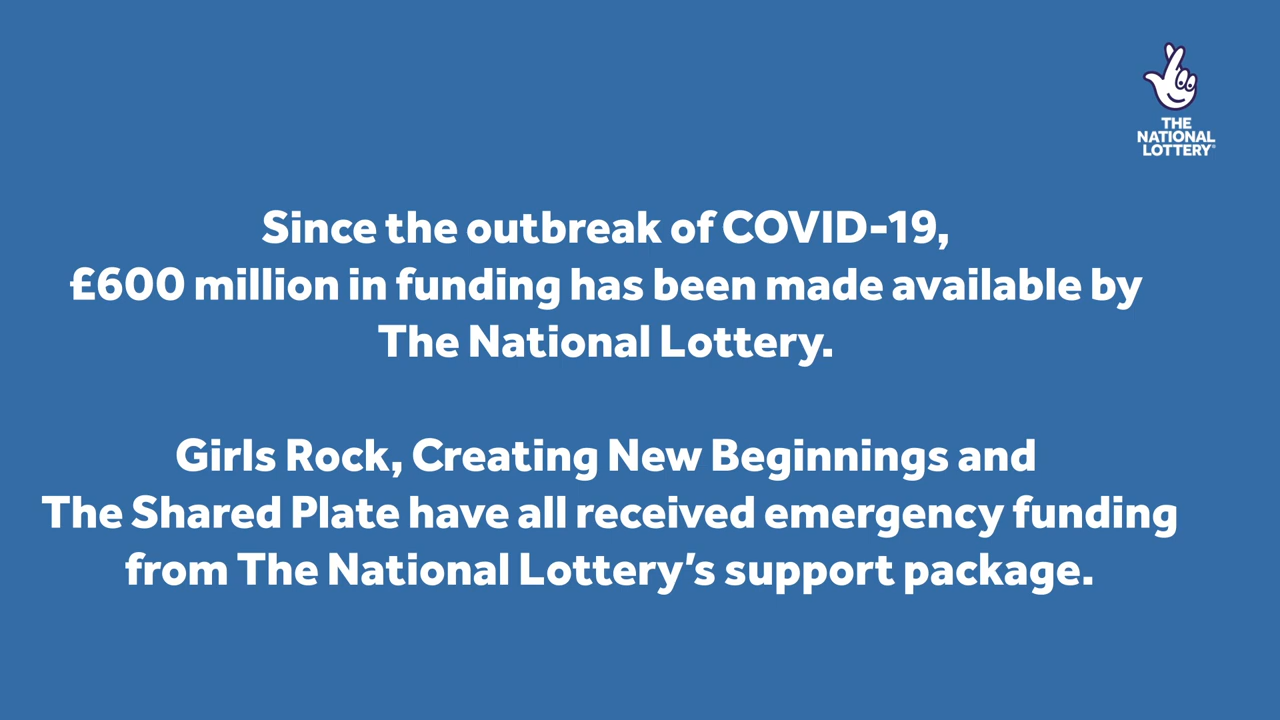 THE
NATIONAL
LOTTERY®
Since the outbreak of COVID-19,
£600 million in funding has been made available by
The National Lottery.
Girls Rock, Creating New Beginnings and
The Shared Plate have all received emergency funding
from The National Lottery’s support package.